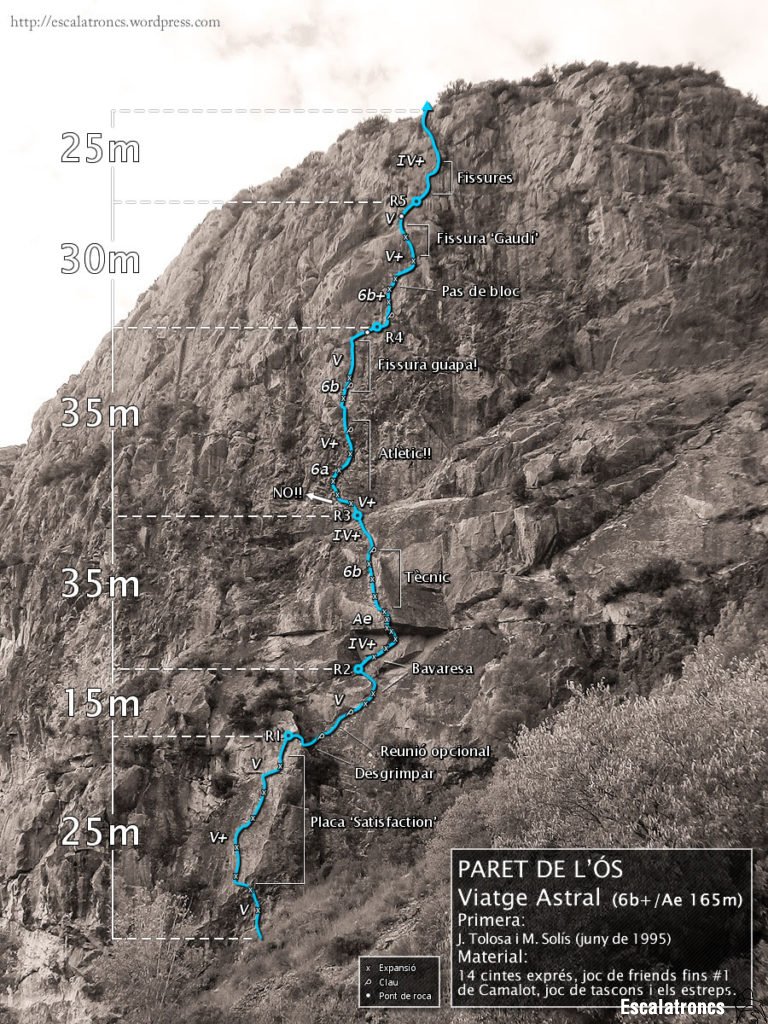 http://escalatroncs.wordpress.com
25m
IV+
Fissures
R5
V
Fissura 'Gaudí'
30m
V+
Pas de bloc
6b+
R4
V
Fissura guapa!
6b
35m
V+
Atlètic!!
6a
NO!!
V+
R3
IV+
6b
Tècnic
35m
Ae
IV+
R2
Bavaresa
15m
V
R1
Reunió opcional
V
Desgrimpar
25m
V+
Placa 'Satisfaction'
V
PARET DE L'ÓS
Viatge Astral (6b+/Ae 165m)
Primera:
J. Tolosa i M. Solís (juny de 1995)
Material:
14 cintes exprés, joc de friends fins #1
de Camalot, joc de tascons i els estreps.
x Expansió
Clau
Pont de roca
Escalatroncs